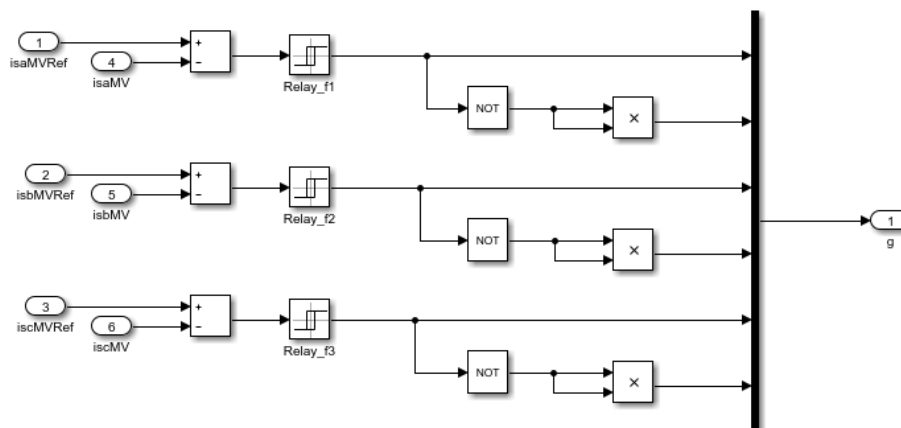 1
isaMVRef
4
isaMV
+
−
Relay_f1
NOT
×
2
isbMVRef
5
isbMV
+
−
Relay_f2
NOT
×
3
iscMVRef
6
iscMV
+
−
Relay_f3
NOT
×
1
g